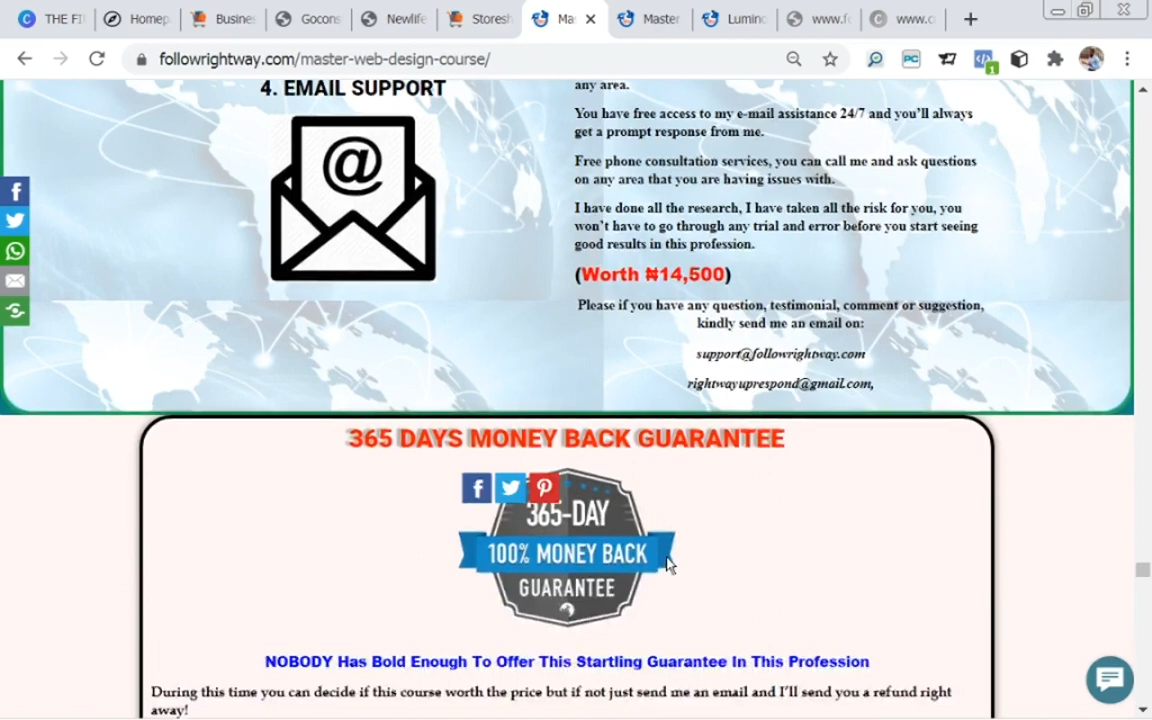 THE FI
Homep
Busine
Gocons
Newlife
Storesh
Ma
Master
Lumino
www.fo
www.c
followrightway.com/master-web-design-course/
PC
1
4. EMAIL SUPPORT
@
any area.
You have free access to my e-mail assistance 24/7 and you'll always
get a prompt response from me.
Free phone consultation services, you can call me and ask questions
on any area that you are having issues with.
I have done all the research, I have taken all the risk for you, you
won't have to go through any trial and error before you start seeing
good results in this profession.
(Worth ₦14,500)
Please if you have any question, testimonial, comment or suggestion,
kindly send me an email on:
support@followrightway.com
rightwayuprespond@gmail.com,
365 DAYS MONEY BACK GUARANTEE
365-DAY
100% MONEY BACK
GUARANTEE
NOBODY Has Bold Enough To Offer This Startling Guarantee In This Profession
During this time you can decide if this course worth the price but if not just send me an email and I'll send you a refund right
away!